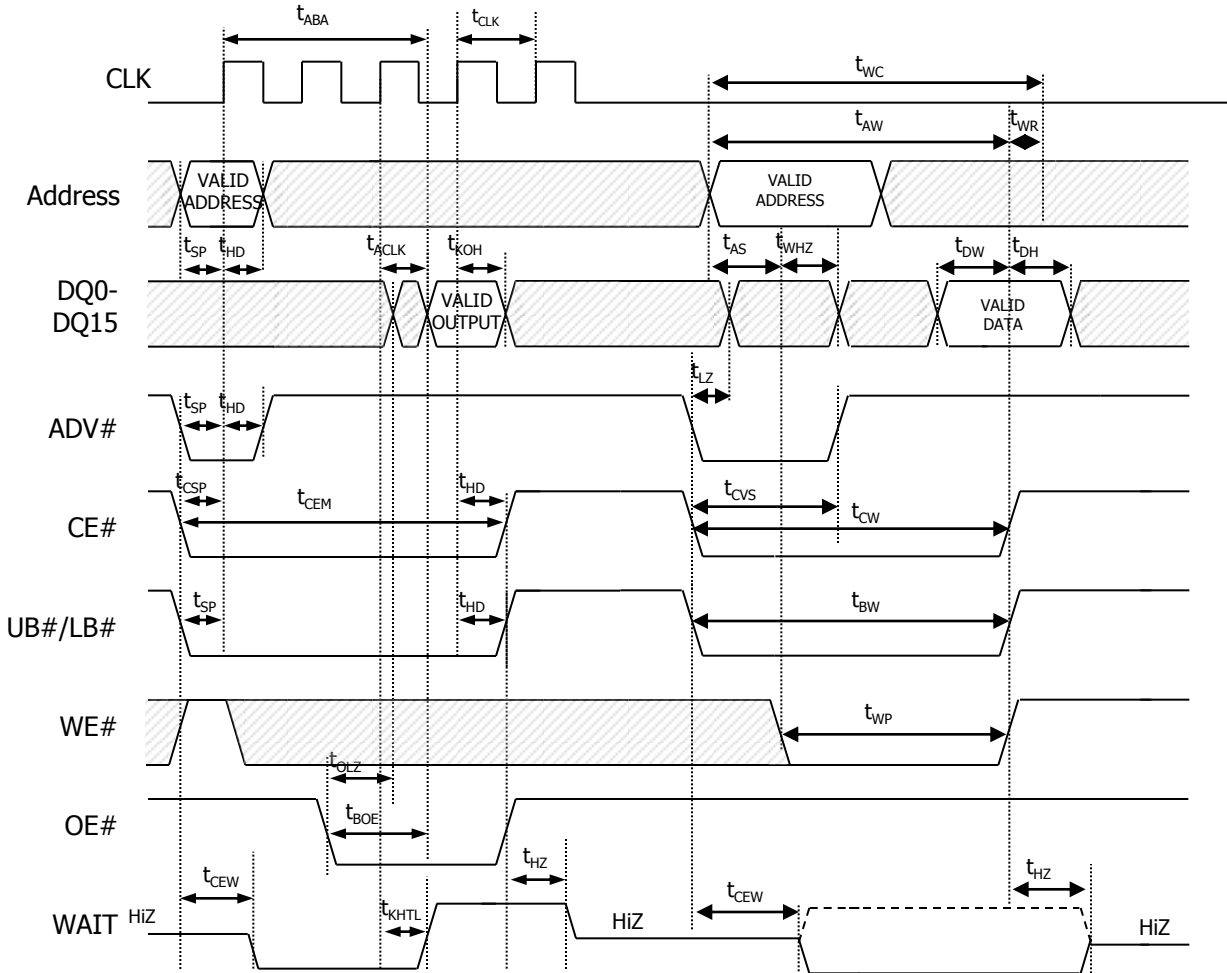 tABA
tCLK
CLK
tWC
tAW
tWR
Address
VALID
ADDRESS
VALID
ADDRESS
tSP
tHD
tACLK
tKOH
tAS
tWHZ
tDW
tDH
DQ0-
DQ15
VALID
OUTPUT
VALID
DATA
tLZ
tSP
tHD
ADV#
tCSP
tCEM
tHD
tCVS
tCW
CE#
tSP
tHD
tBW
UB#/LB#
WE#
tWP
tOLZ
OE#
tBOE
tHZ
tHZ
tCEW
tCEW
tKHTL
WAIT
HiZ
HiZ
HiZ